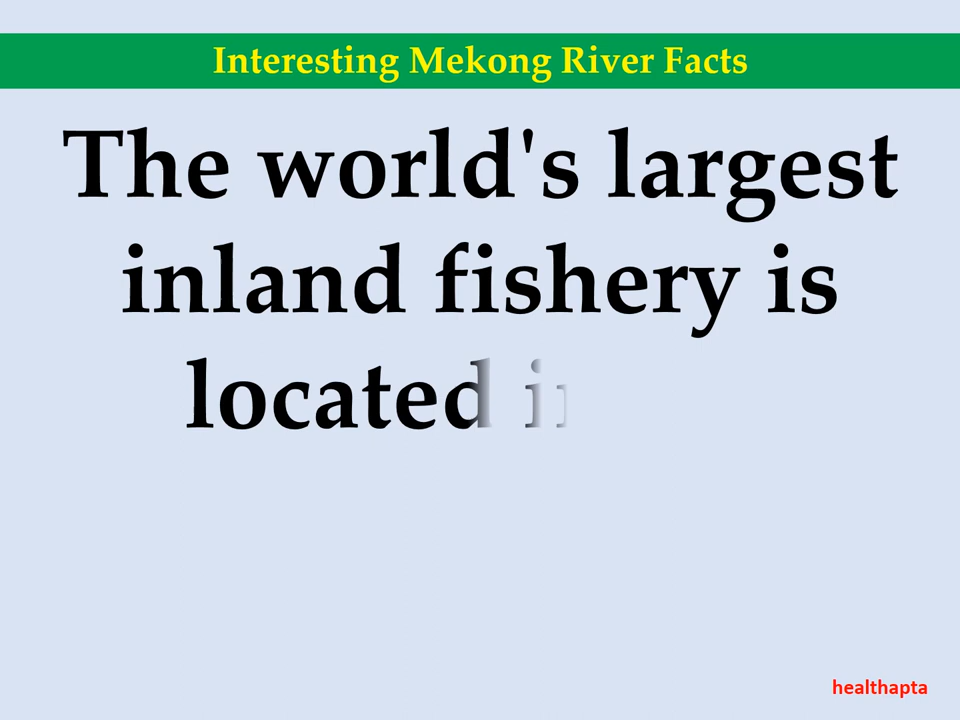 Interesting Mekong River Facts
The world's largest
inland fishery is
located
healthapta